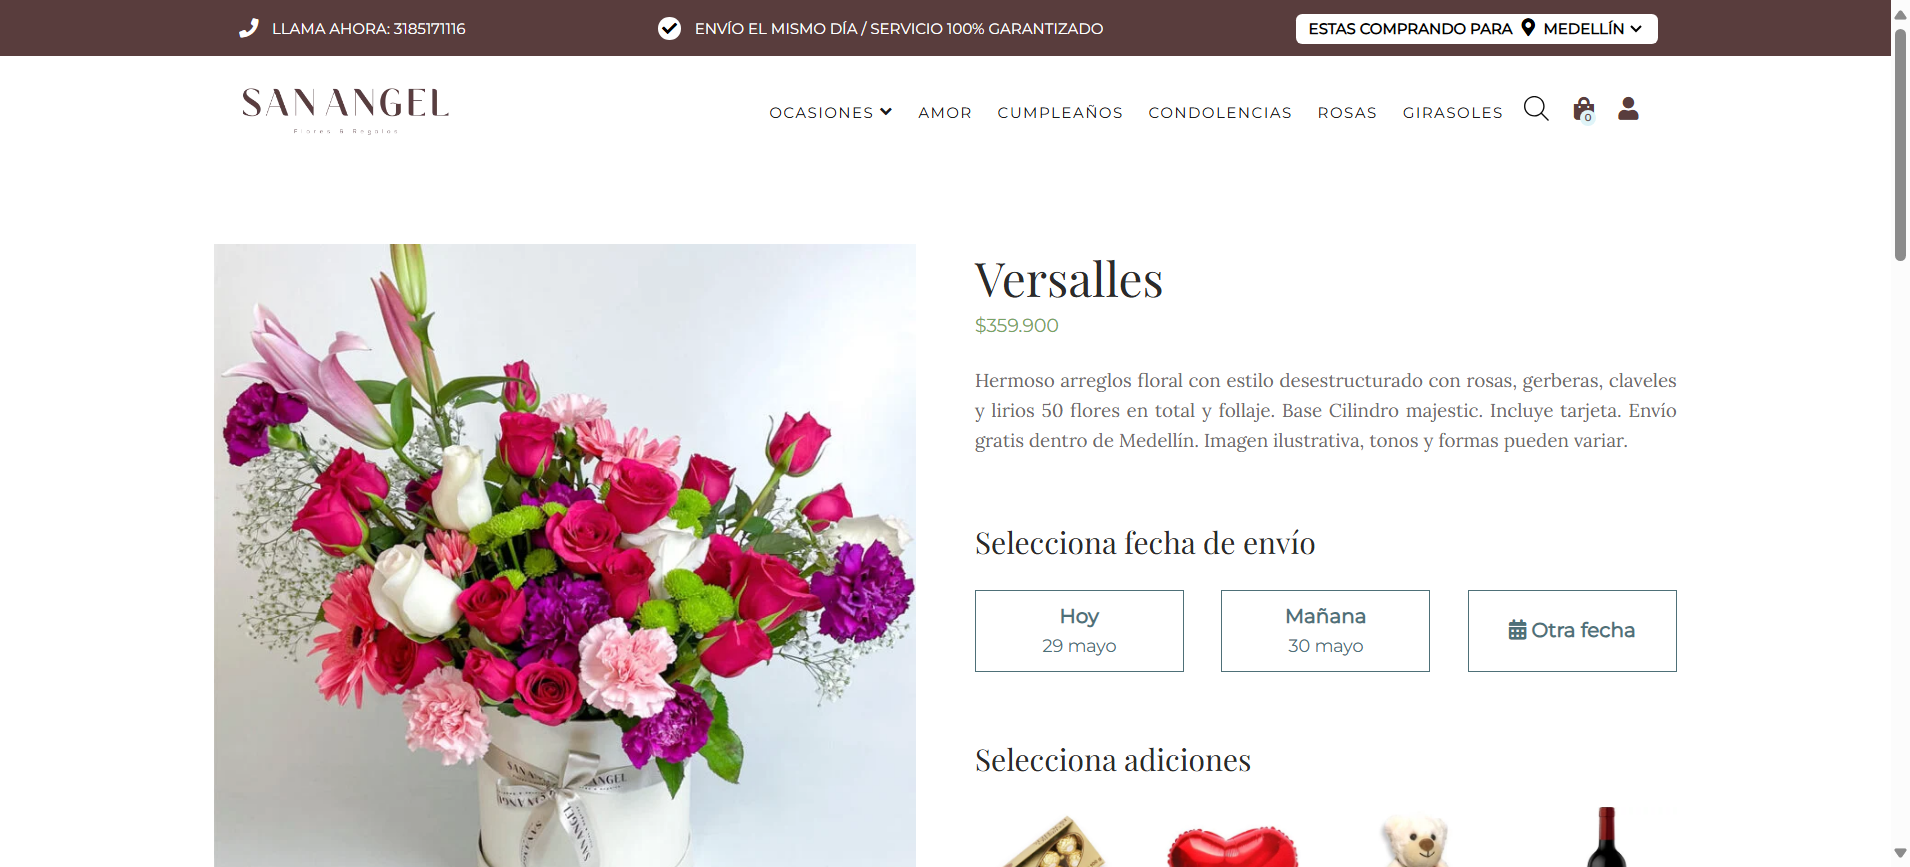 LLAMA AHORA: 3185171116
ENVÍO EL MISMO DÍA / SERVICIO 100% GARANTIZADO
ESTAS COMPRANDO PARA MEDELLÍN
SAN ANGEL
Flores & Regalos
OCASIONES
AMOR
CUMPLEAÑOS
CONDOLENCIAS
ROSAS
GIRASOLES
0
Versalles
$359.900
Hermoso arreglos floral con estilo desestructurado con rosas, gerberas, claveles
y lirios 50 flores en total y follaje. Base Cilindro majestic. Incluye tarjeta. Envío
gratis dentro de Medellín. Imagen ilustrativa, tonos y formas pueden variar.
Selecciona fecha de envío
Hoy
29 mayo
Mañana
30 mayo
Otra fecha
Selecciona adiciones